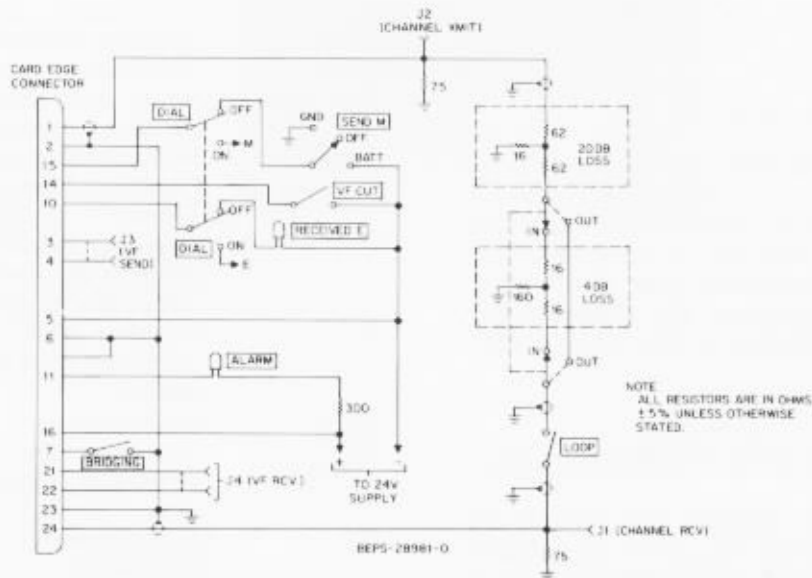 J2
(CHANNEL XMIT)
75
CARD EDGE
CONNECTOR
DIAL
OFF
GND
SEND M
OFF
BATT
M
ON
1
2
15
14
10
VF CUT
OFF
RECEIVED E
3
4
J3
(VF
SEND)
DIAL
ON
E
62
16
62
20DB
LOSS
OUT
IN
16
160
16
4DB
LOSS
IN
OUT
5
6
11
ALARM
300
16
7
BRIDGING
+
-
TO 24V
SUPPLY
21
22
J4 (VF RCV)
23
24
LOOP
NOTE
ALL RESISTORS ARE IN OHMS,
±5% UNLESS OTHERWISE
STATED.
J1 (CHANNEL RCV)
75
BEPS-28981-0